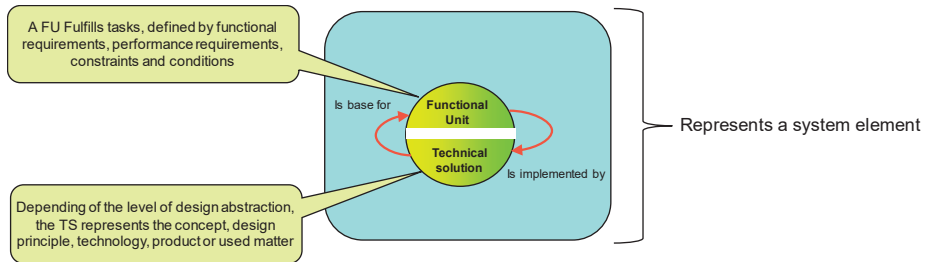 A FU Fulfills tasks, defined by functional
requirements, performance requirements,
constraints and conditions
Is base for
Functional
Unit
Technical
solution
Is implemented by
Represents a system element
Depending of the level of design abstraction,
the TS represents the concept, design
principle, technology, product or used matter